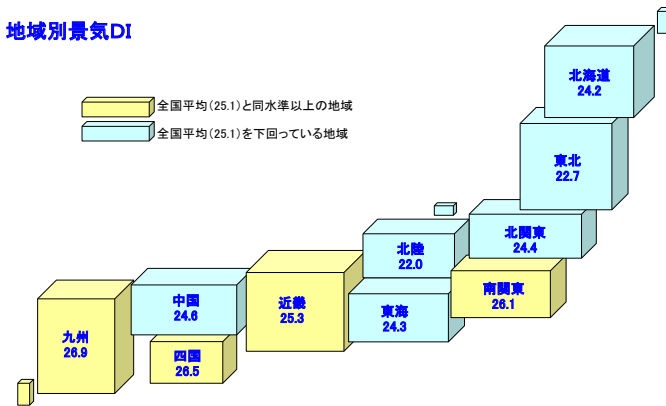 地域別景気DI
全国平均(25.1)と同水準以上の地域
全国平均(25.1)を下回っている地域
北海道
24.2
東北
22.7
北関東
24.4
北陸
22.0
南関東
26.1
東海
24.3
近畿
25.3
中国
24.6
四国
26.5
九州
26.9